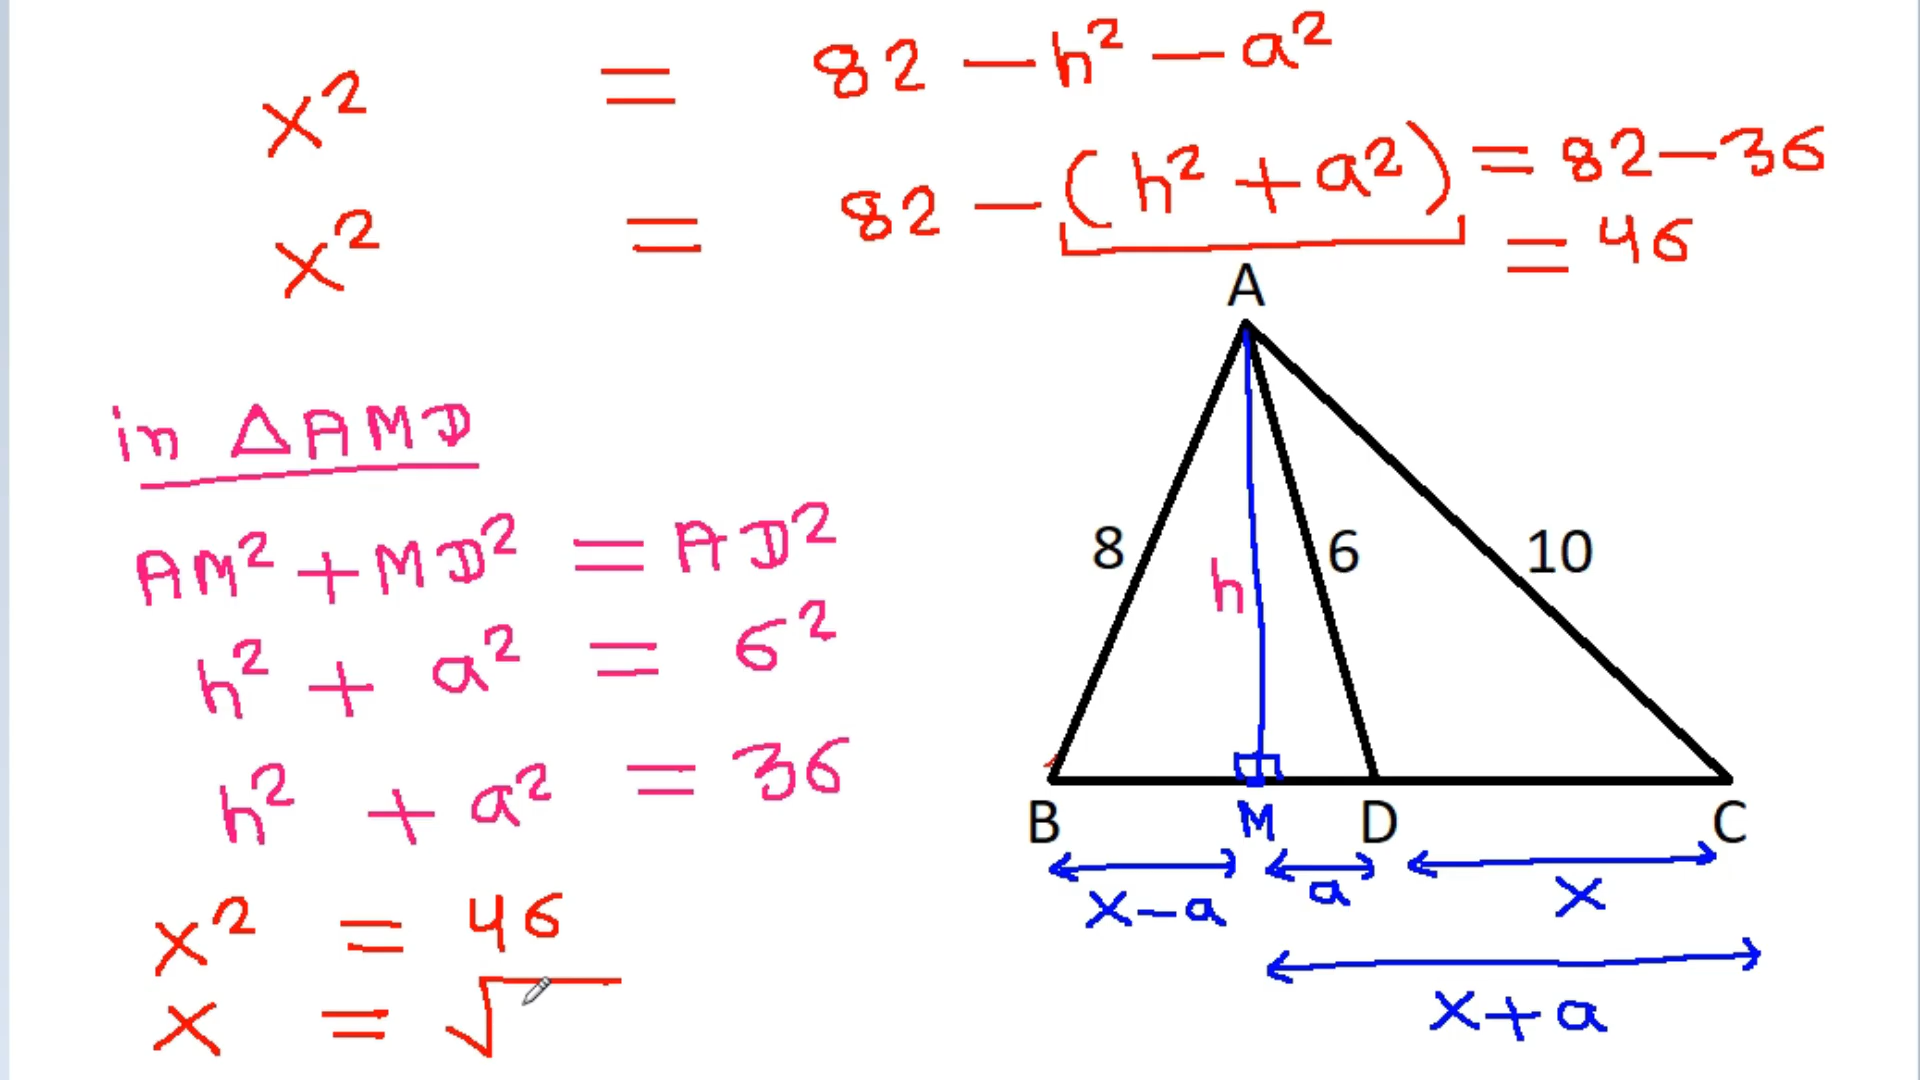 x² = 82 - h² - a²
x² = 82 - (h² + a²) = 82 - 36
= 46
in △AMD
AM² + MD² = AD²
h² + a² = 6²
h² + a² = 36
x² = 46
x = √
A
8
h
6
10
B
M
D
C
x-a
a
x
x+a